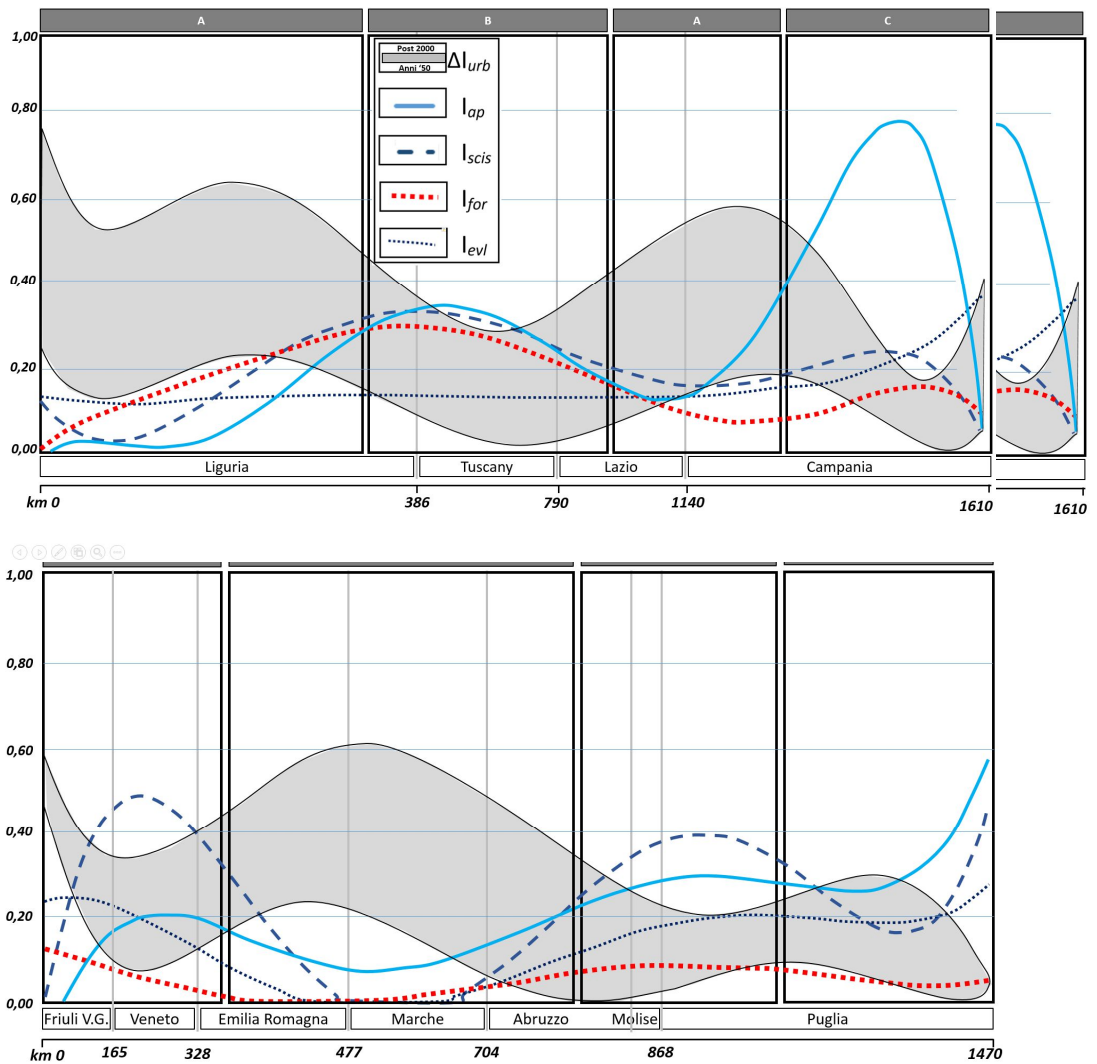 A B A C
1,00
Post 2000
Anni '50
ΔIurb
0,80
Iap
Iscis
0,60
Ifor
Ievl
0,40
0,20
0,00
Liguria Tuscany Lazio Campania
km 0 386 790 1140 1610 1610
1,00
0,80
0,60
0,40
0,20
0,00
Friuli V.G. Veneto Emilia Romagna Marche Abruzzo Molise Puglia
km 0 165 328 477 704 868 1470